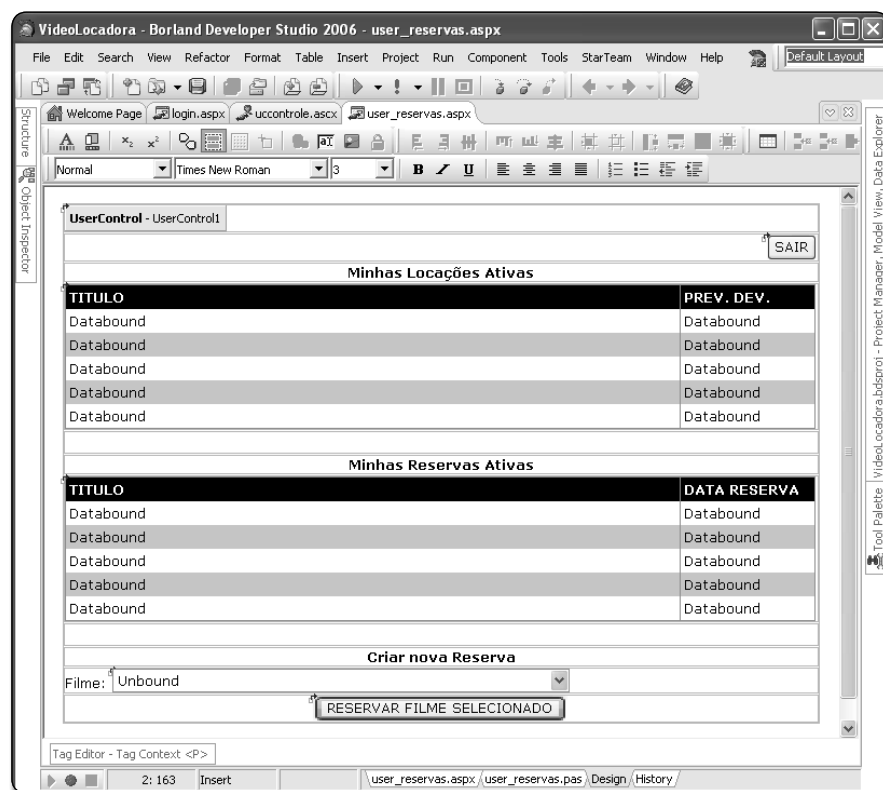 VideoLocadora - Borland Developer Studio 2006 - user_reservas.aspx
File Edit Search View Refactor Format Table Insert Project Run Component Tools StarTeam Window Help
Default Layout
Welcome Page login.aspx uccontrole.ascx user_reservas.aspx
Normal Times New Roman 3 B I U
Structure
Object Inspector
UserControl - UserControl1
SAIR
Minhas Locações Ativas
TITULO PREV. DEV.
Databound Databound
Databound Databound
Databound Databound
Databound Databound
Databound Databound
Minhas Reservas Ativas
TITULO DATA RESERVA
Databound Databound
Databound Databound
Databound Databound
Databound Databound
Databound Databound
Criar nova Reserva
Filme: Unbound
RESERVAR FILME SELECIONADO
VideoLocadora.bdsproj - Project Manager, Model View, Data Explorer
Tool Palette
Tag Editor - Tag Context <P>
2: 163 Insert
user_reservas.aspx user_reservas.pas Design History